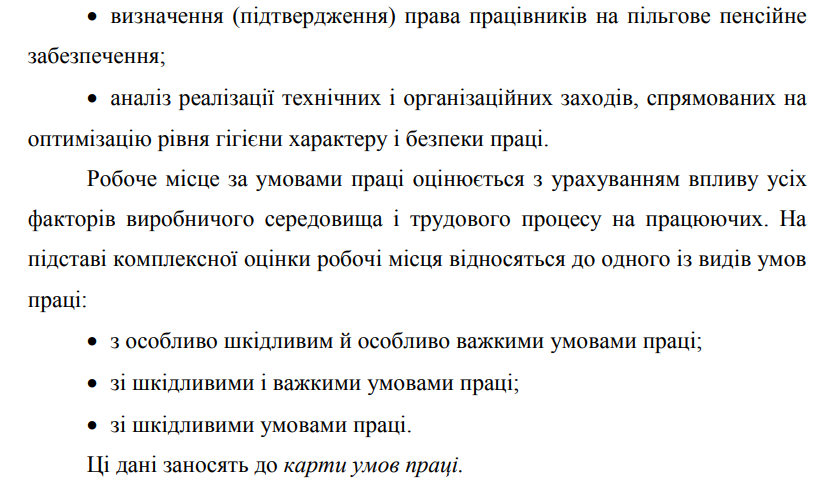 • визначення (підтвердження) права працівників на пільгове пенсійне
забезпечення;
• аналіз реалізації технічних і організаційних заходів, спрямованих на
оптимізацію рівня гігієни характеру і безпеки праці.
Робоче місце за умовами праці оцінюється з урахуванням впливу усіх
факторів виробничого середовища і трудового процесу на працюючих. На
підставі комплексної оцінки робочі місця відносяться до одного із видів умов
праці:
• з особливо шкідливим й особливо важкими умовами праці;
• зі шкідливими і важкими умовами праці;
• зі шкідливими умовами праці.
Ці дані заносять до карти умов праці.